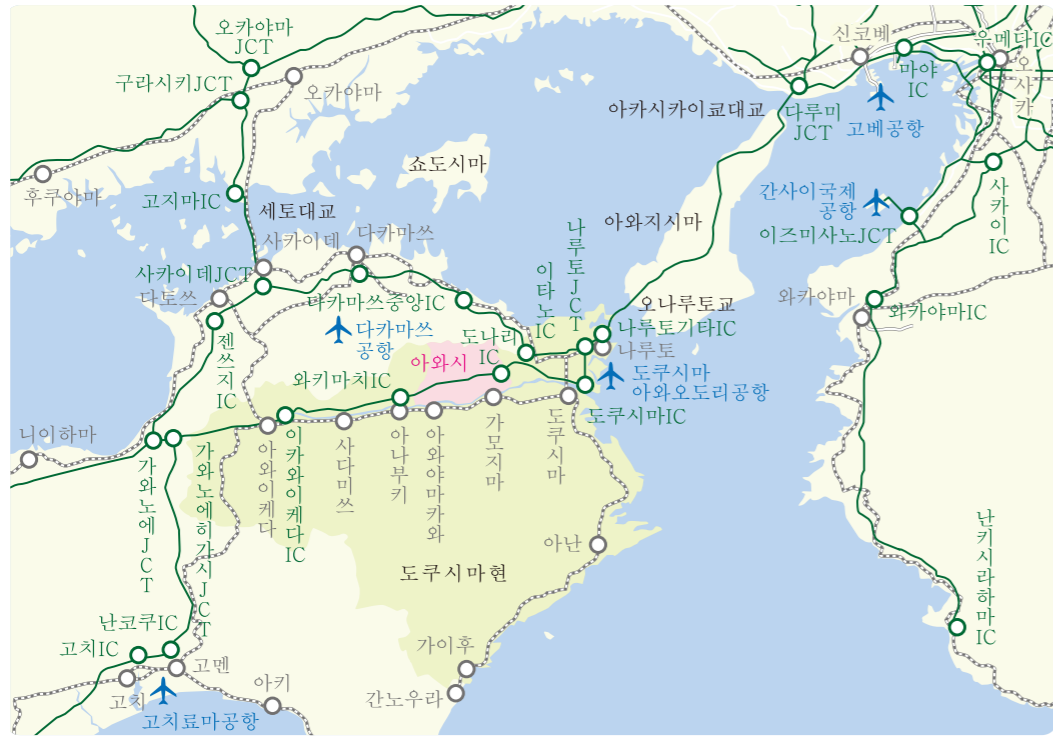 오카야마
JCT
구라시키JCT
오카야마
후쿠야마
고지마IC
세토대교
쇼도시마
아카시카이쿄대교
신코베
우메다IC
오사카
마야
IC
고베공항
다루미
JCT
간사이국제
공항
이즈미사노JCT
사카이IC
아와지시마
사카이데
다카마쓰
사카이데JCT
다도쓰
다카마쓰중앙IC
다카마쓰
공항
젠쓰지IC
이타노IC
나루토JCT
오나루토교
나루토기타IC
나루토
와카야마
와카야마IC
도나리
IC
아와시
와키마치IC
도쿠시마
아와오도리공항
도쿠시마IC
니이하마
가와노에JCT
가와노에히가시JCT
아와이케다
이카와이케다IC
사다미쓰
아나부키
아와야마카와
가모지마
도쿠시마
아난
도쿠시마현
난키시라하마IC
난코쿠IC
고치IC
고멘
고치
아키
고치료마공항
가이후
간노우라